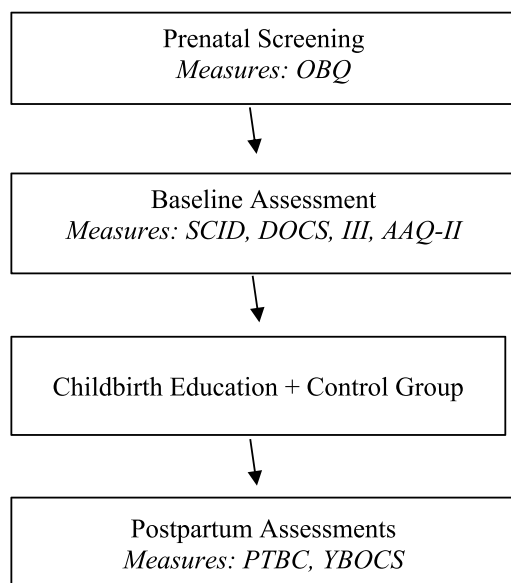 Prenatal Screening
Measures: OBQ
Baseline Assessment
Measures: SCID, DOCS, III, AAQ-II
Childbirth Education + Control Group
Postpartum Assessments
Measures: PTBC, YBOCS